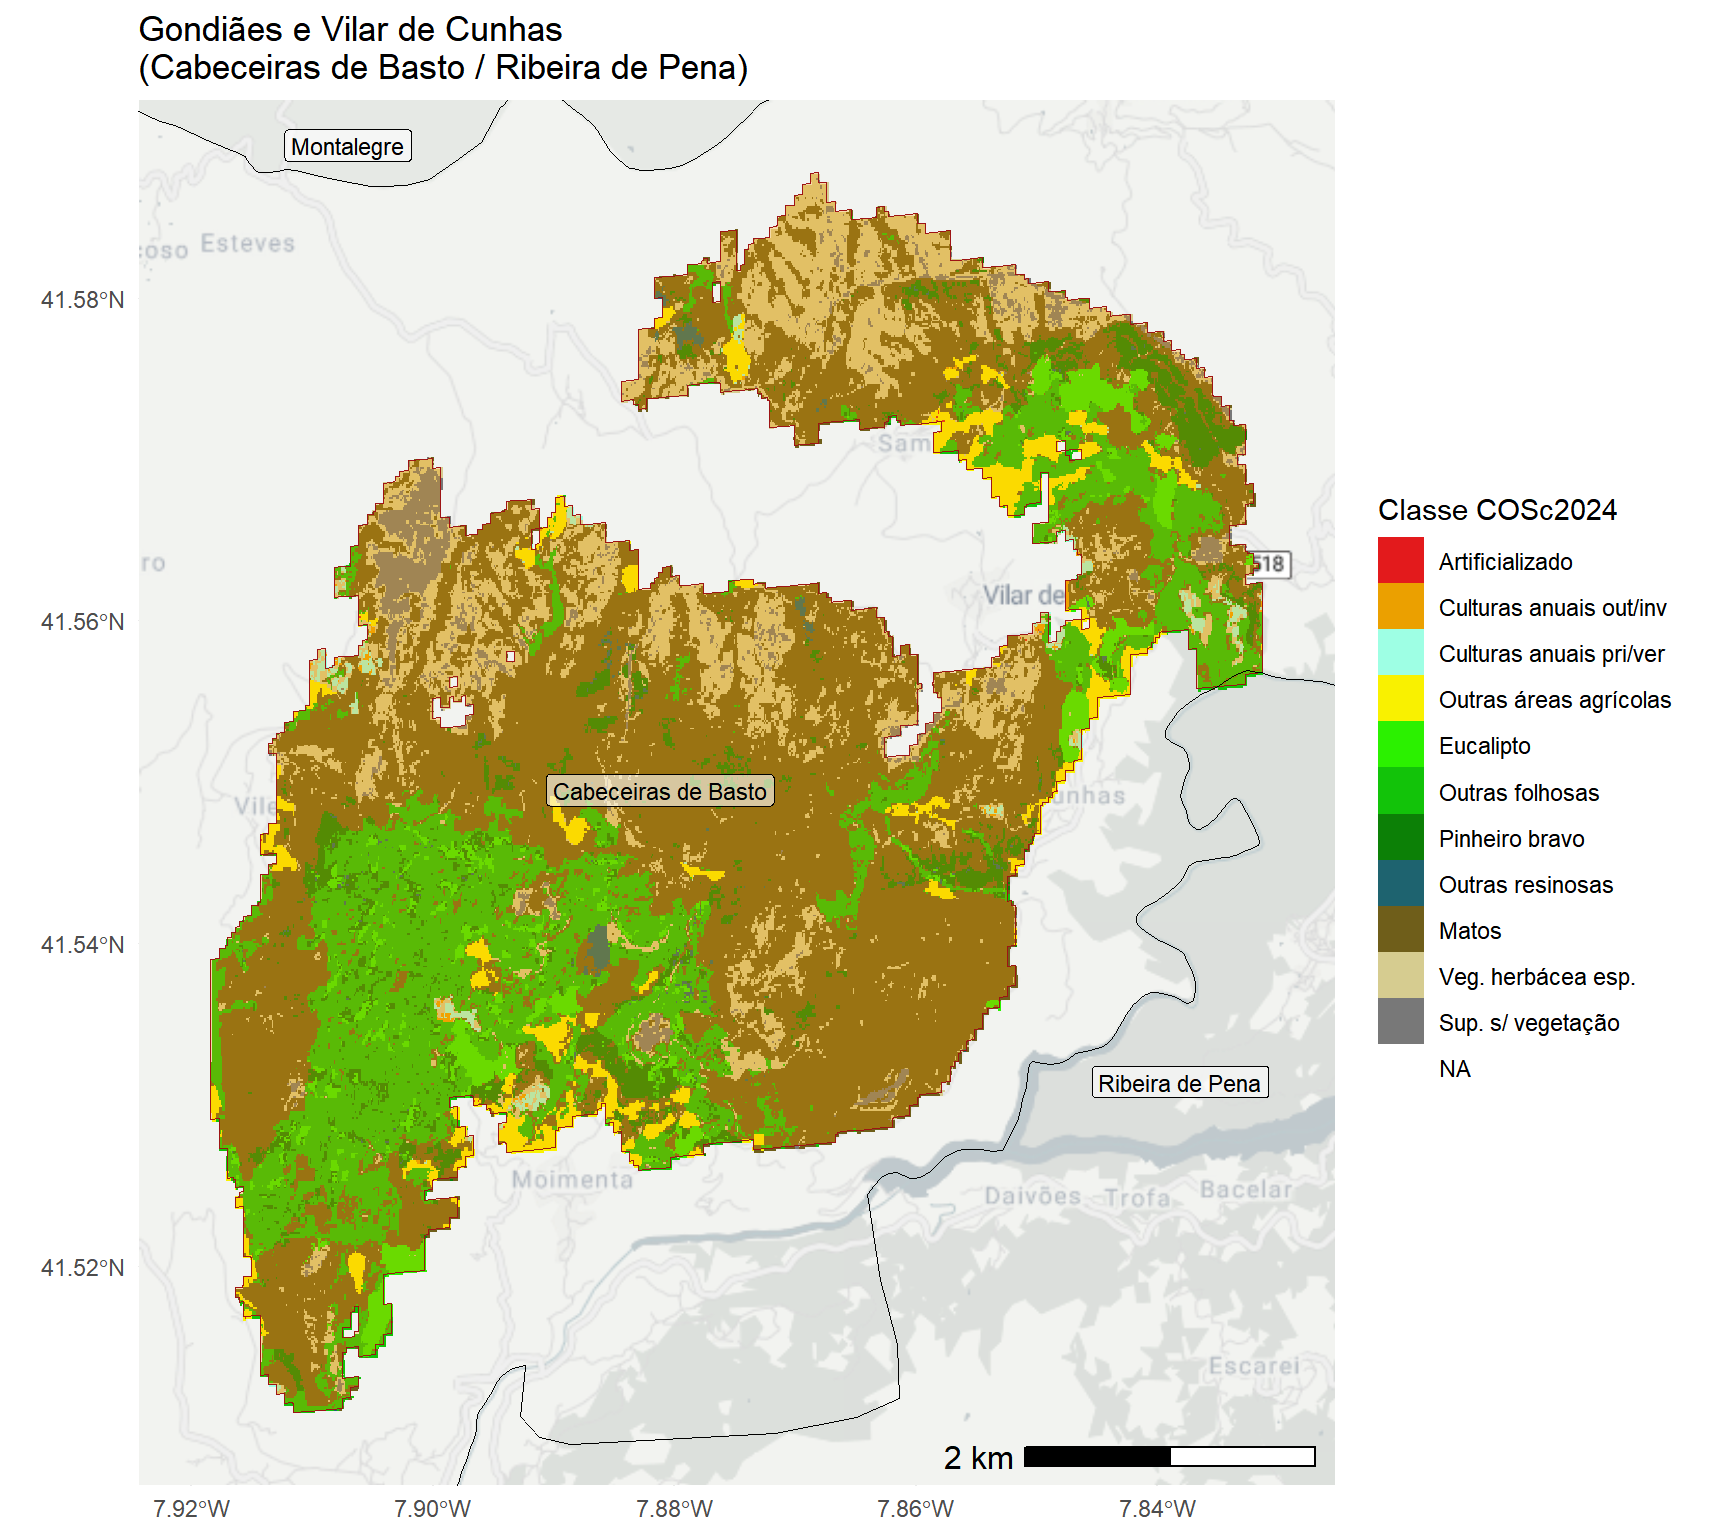 Gondiães e Vilar de Cunhas
(Cabeceiras de Basto / Ribeira de Pena)
Montalegre
oso Esteves
41.58°N
Sam
Classe COSc2024
Artificializado
ro
518
Vilar de
Culturas anuais out/inv
41.56°N
Culturas anuais pri/ver
Outras áreas agrícolas
Eucalipto
Cabeceiras de Basto
Vile
unhas
Outras folhosas
Pinheiro bravo
Outras resinosas
Matos
41.54°N
Veg. herbácea esp.
Sup. s/ vegetação
NA
Ribeira de Pena
Moimenta
Daivões Trofa Bacelar
41.52°N
Escarei
2 km
7.92°W 7.90°W 7.88°W 7.86°W 7.84°W